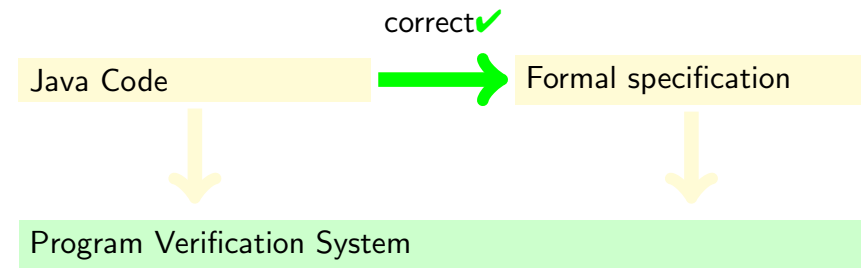 correct✔
Java Code
Formal specification
Program Verification System